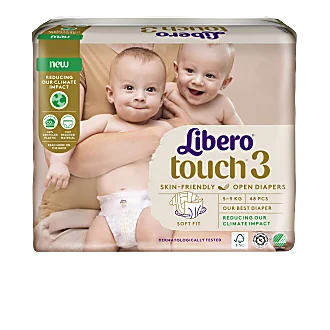 new
REDUCING
OUR CLIMATE
IMPACT
Libero
touch 3
SKIN-FRIENDLY OPEN DIAPERS
5-9 KG 48 PCS
OUR BEST DIAPER
REDUCING OUR
CLIMATE IMPACT
SOFT FIT
DERMATOLOGICALLY TESTED
FSC